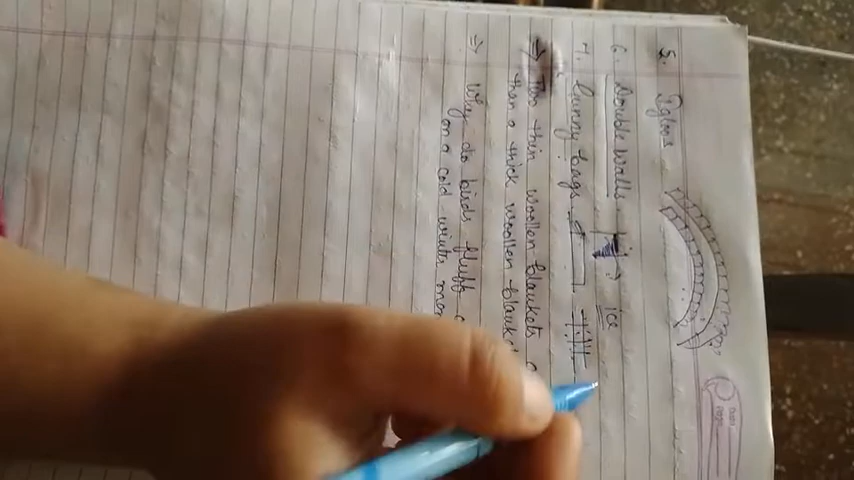 5. Igloos
6. Double Walls
ice
7. Gunny bags.
=> Two thin woollen blankets
than a thick woollen blanket
=> Why do birds fluff
on a cold winter